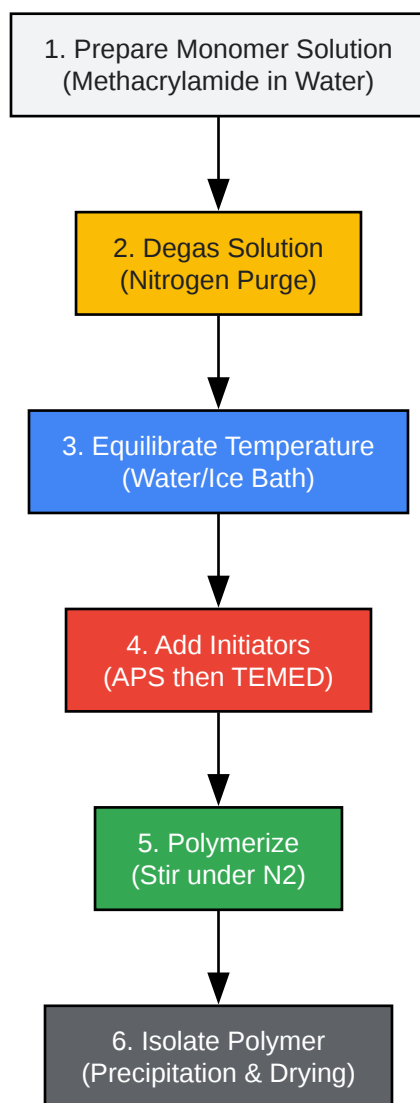 1. Prepare Monomer Solution
(Methacrylamide in Water)
2. Degas Solution
(Nitrogen Purge)
3. Equilibrate Temperature
(Water/Ice Bath)
4. Add Initiators
(APS then TEMED)
5. Polymerize
(Stir under N2)
6. Isolate Polymer
(Precipitation & Drying)